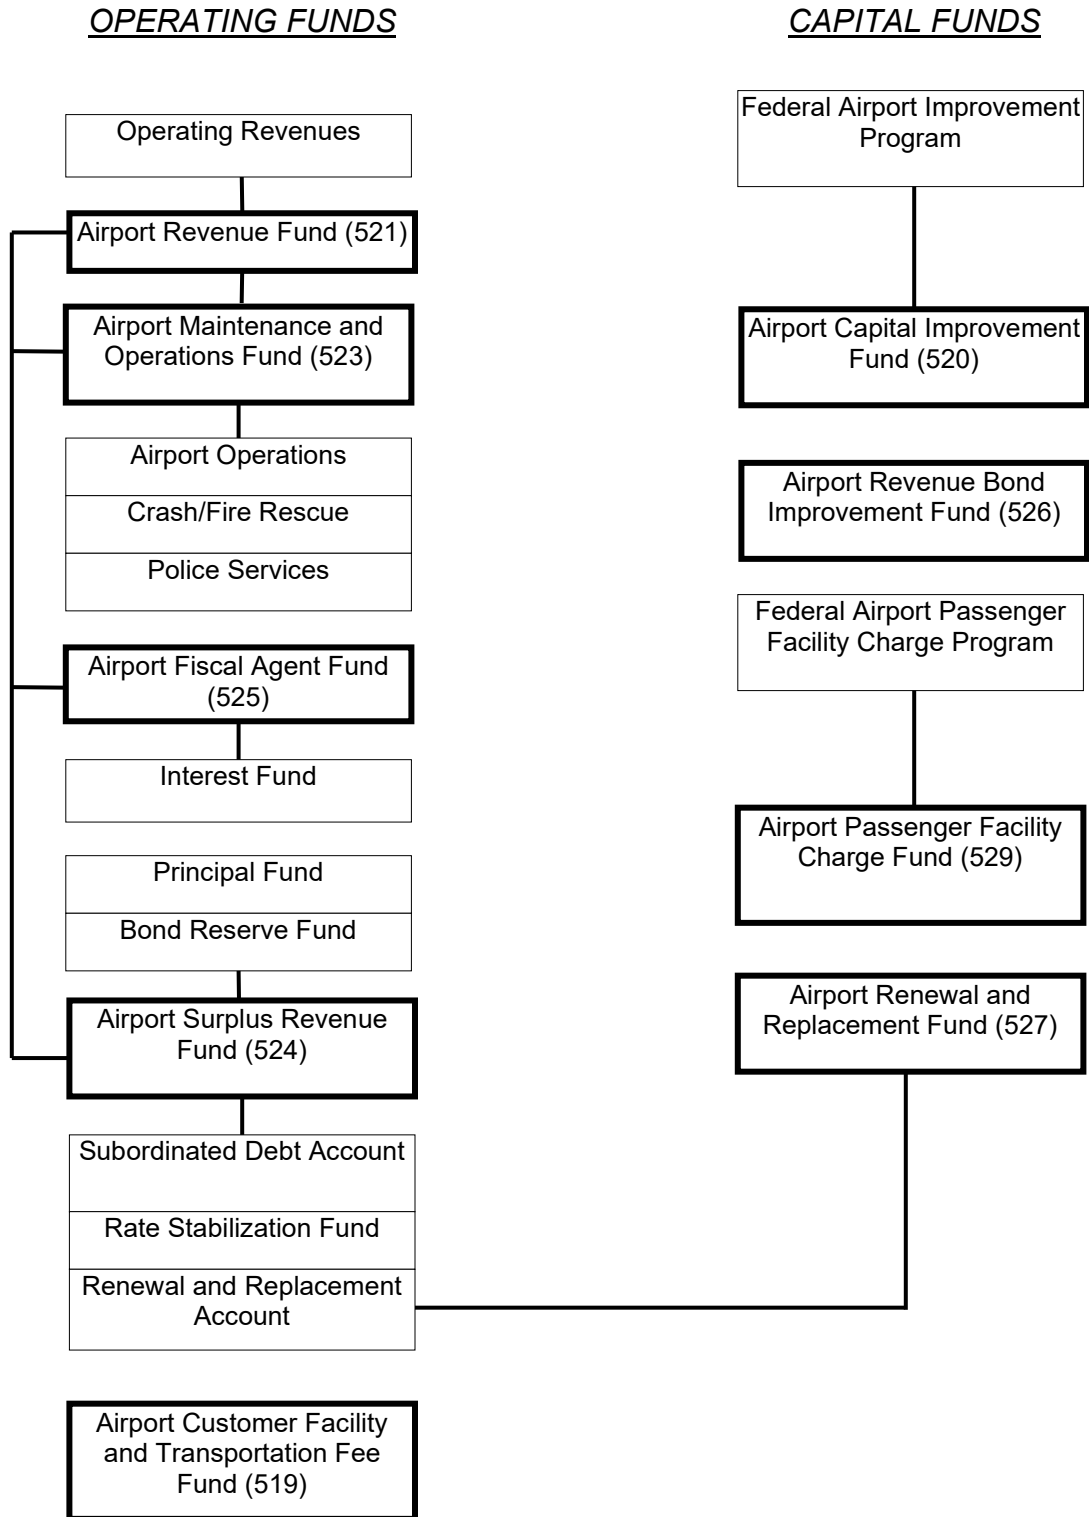 OPERATING FUNDS
Operating Revenues
Airport Revenue Fund (521)
Airport Maintenance and
Operations Fund (523)
Airport Operations
Crash/Fire Rescue
Police Services
Airport Fiscal Agent Fund
(525)
Interest Fund
Principal Fund
Bond Reserve Fund
Airport Surplus Revenue
Fund (524)
Subordinated Debt Account
Rate Stabilization Fund
Renewal and Replacement
Account
Airport Customer Facility
and Transportation Fee
Fund (519)
CAPITAL FUNDS
Federal Airport Improvement
Program
Airport Capital Improvement
Fund (520)
Airport Revenue Bond
Improvement Fund (526)
Federal Airport Passenger
Facility Charge Program
Airport Passenger Facility
Charge Fund (529)
Airport Renewal and
Replacement Fund (527)